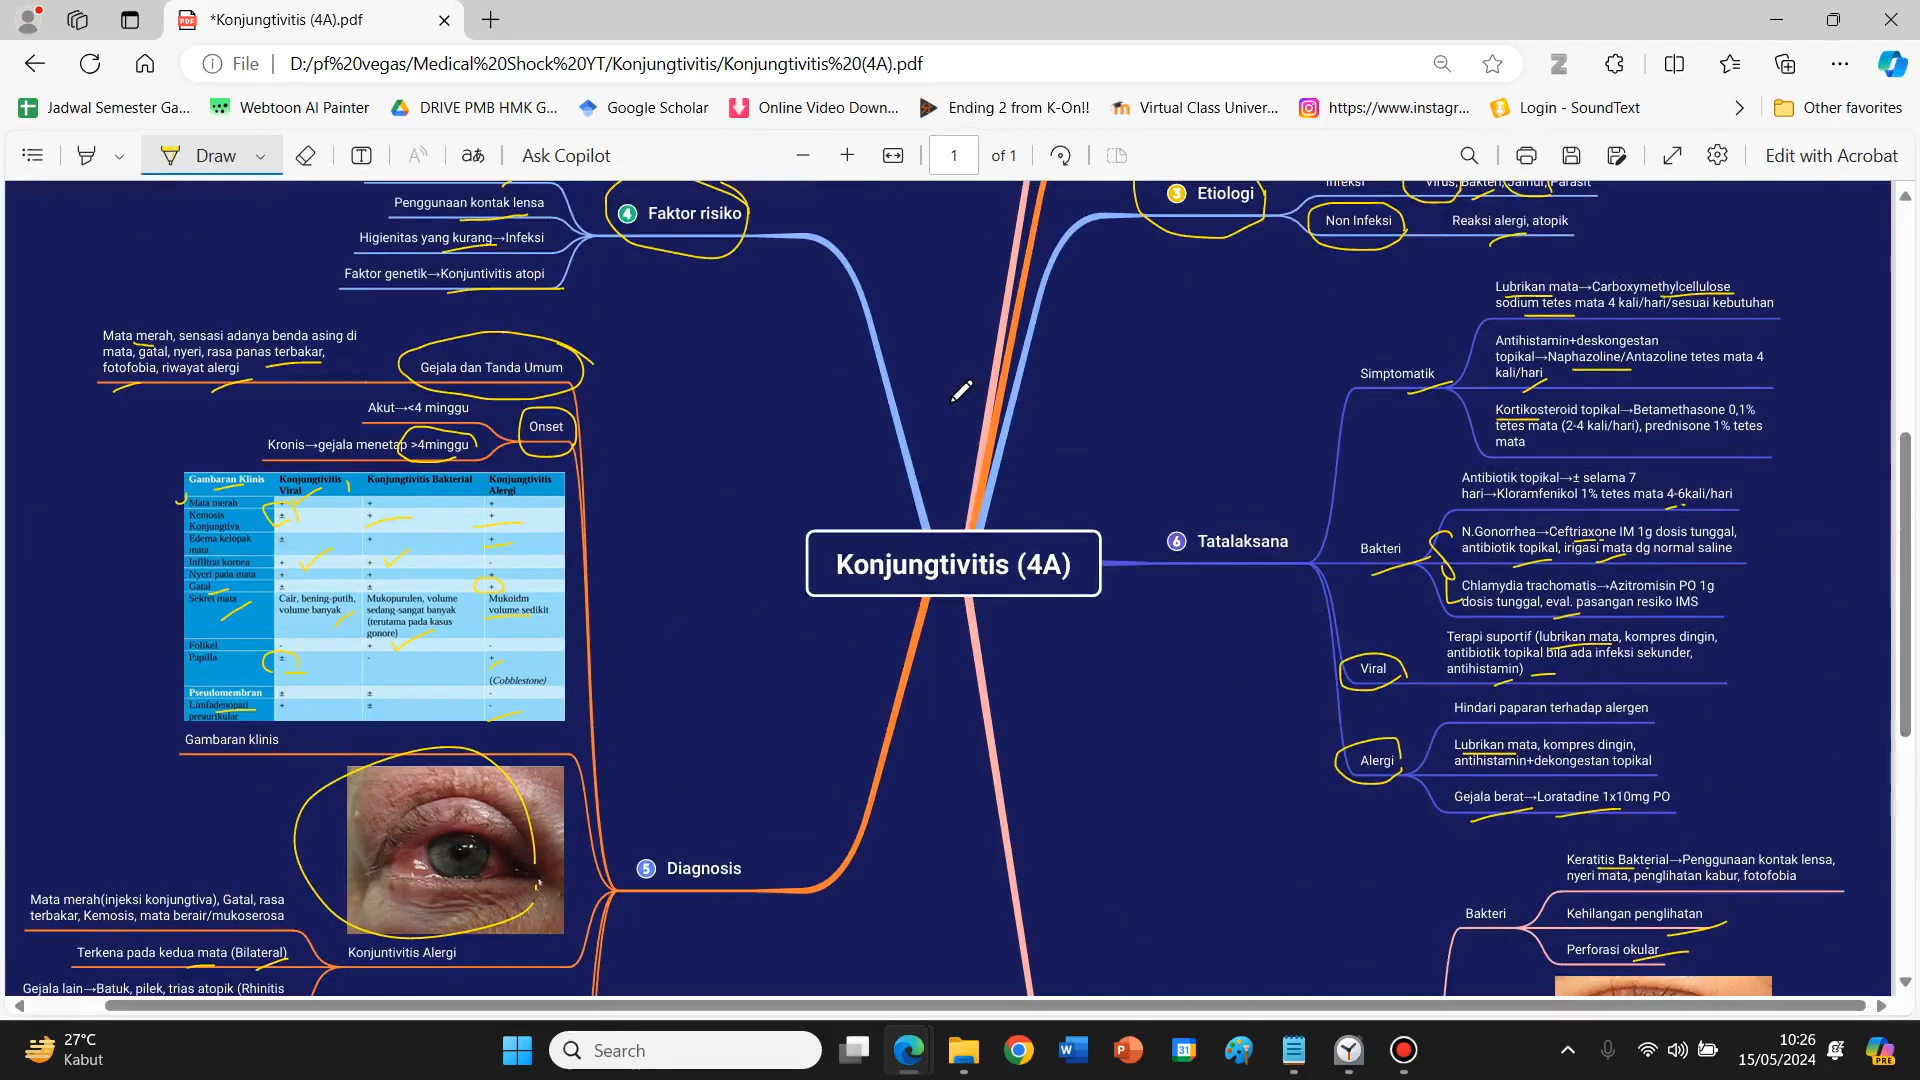 *Konjungtivitis (4A).pdf
File
D:/pf%20vegas/Medical%20Shock%20YT/Konjungtivitis/Konjungtivitis%20(4A).pdf
Jadwal Semester Ga...
Webtoon AI Painter
DRIVE PMB HMK G...
Google Scholar
Online Video Down...
Ending 2 from K-On!!
Virtual Class Univer...
https://www.instagr...
Login - SoundText
Other favorites
Draw
Ask Copilot
1
of 1
Edit with Acrobat
Penggunaan kontak lensa
Higienitas yang kurang→Infeksi
Faktor genetik→Konjuntivitis atopi
4 Faktor risiko
3 Etiologi
Infeksi
Virus, Bakteri, Jamur, Parasit
Non Infeksi
Reaksi alergi, atopik
Mata merah, sensasi adanya benda asing di
mata, gatal, nyeri, rasa panas terbakar,
fotofobia, riwayat alergi
Gejala dan Tanda Umum
Akut→<4 minggu
Kronis→gejala menetap >4minggu
Onset
Gambaran Klinis
Konjungtivitis Viral
Konjungtivitis Bakterial
Konjungtivitis Alergi
Mata merah + + +
Kemosis Konjungtiva ± + +
Edema kelopak mata ± + +
Infiltrat kornea + + -
Nyeri pada mata + + +
Gatal ± ± +
Sekret mata
Cair, bening-putih, volume banyak
Mukopurulen, volume sedang-sangat banyak (terutama pada kasus gonore)
Mukoidm volume sedikit
Folikel - + -
Papilla ± - + (Cobblestone)
Pseudomembran ± ± -
Limfadenopati preaurikular + ± -
Gambaran klinis
Konjungtivitis (4A)
5 Diagnosis
Mata merah(injeksi konjungtiva), Gatal, rasa
terbakar, Kemosis, mata berair/mukoserosa
Terkena pada kedua mata (Bilateral)
Konjuntivitis Alergi
Gejala lain→Batuk, pilek, trias atopik (Rhinitis
6 Tatalaksana
Simptomatik
Lubrikan mata→Carboxymethylcellulose
sodium tetes mata 4 kali/hari/sesuai kebutuhan
Antihistamin+deskongestan
topikal→Naphazoline/Antazoline tetes mata 4
kali/hari
Kortikosteroid topikal→Betamethasone 0,1%
tetes mata (2-4 kali/hari), prednisone 1% tetes
mata
Bakteri
Antibiotik topikal→± selama 7
hari→Kloramfenikol 1% tetes mata 4-6kali/hari
N.Gonorrhea→Ceftriaxone IM 1g dosis tunggal,
antibiotik topikal, irigasi mata dg normal saline
Chlamydia trachomatis→Azitromisin PO 1g
dosis tunggal, eval. pasangan resiko IMS
Viral
Terapi suportif (lubrikan mata, kompres dingin,
antibiotik topikal bila ada infeksi sekunder,
antihistamin)
Alergi
Hindari paparan terhadap alergen
Lubrikan mata, kompres dingin,
antihistamin+dekongestan topikal
Gejala berat→Loratadine 1x10mg PO
Bakteri
Keratitis Bakterial→Penggunaan kontak lensa,
nyeri mata, penglihatan kabur, fotofobia
Kehilangan penglihatan
Perforasi okular
27°C
Kabut
Search
10:26
15/05/2024